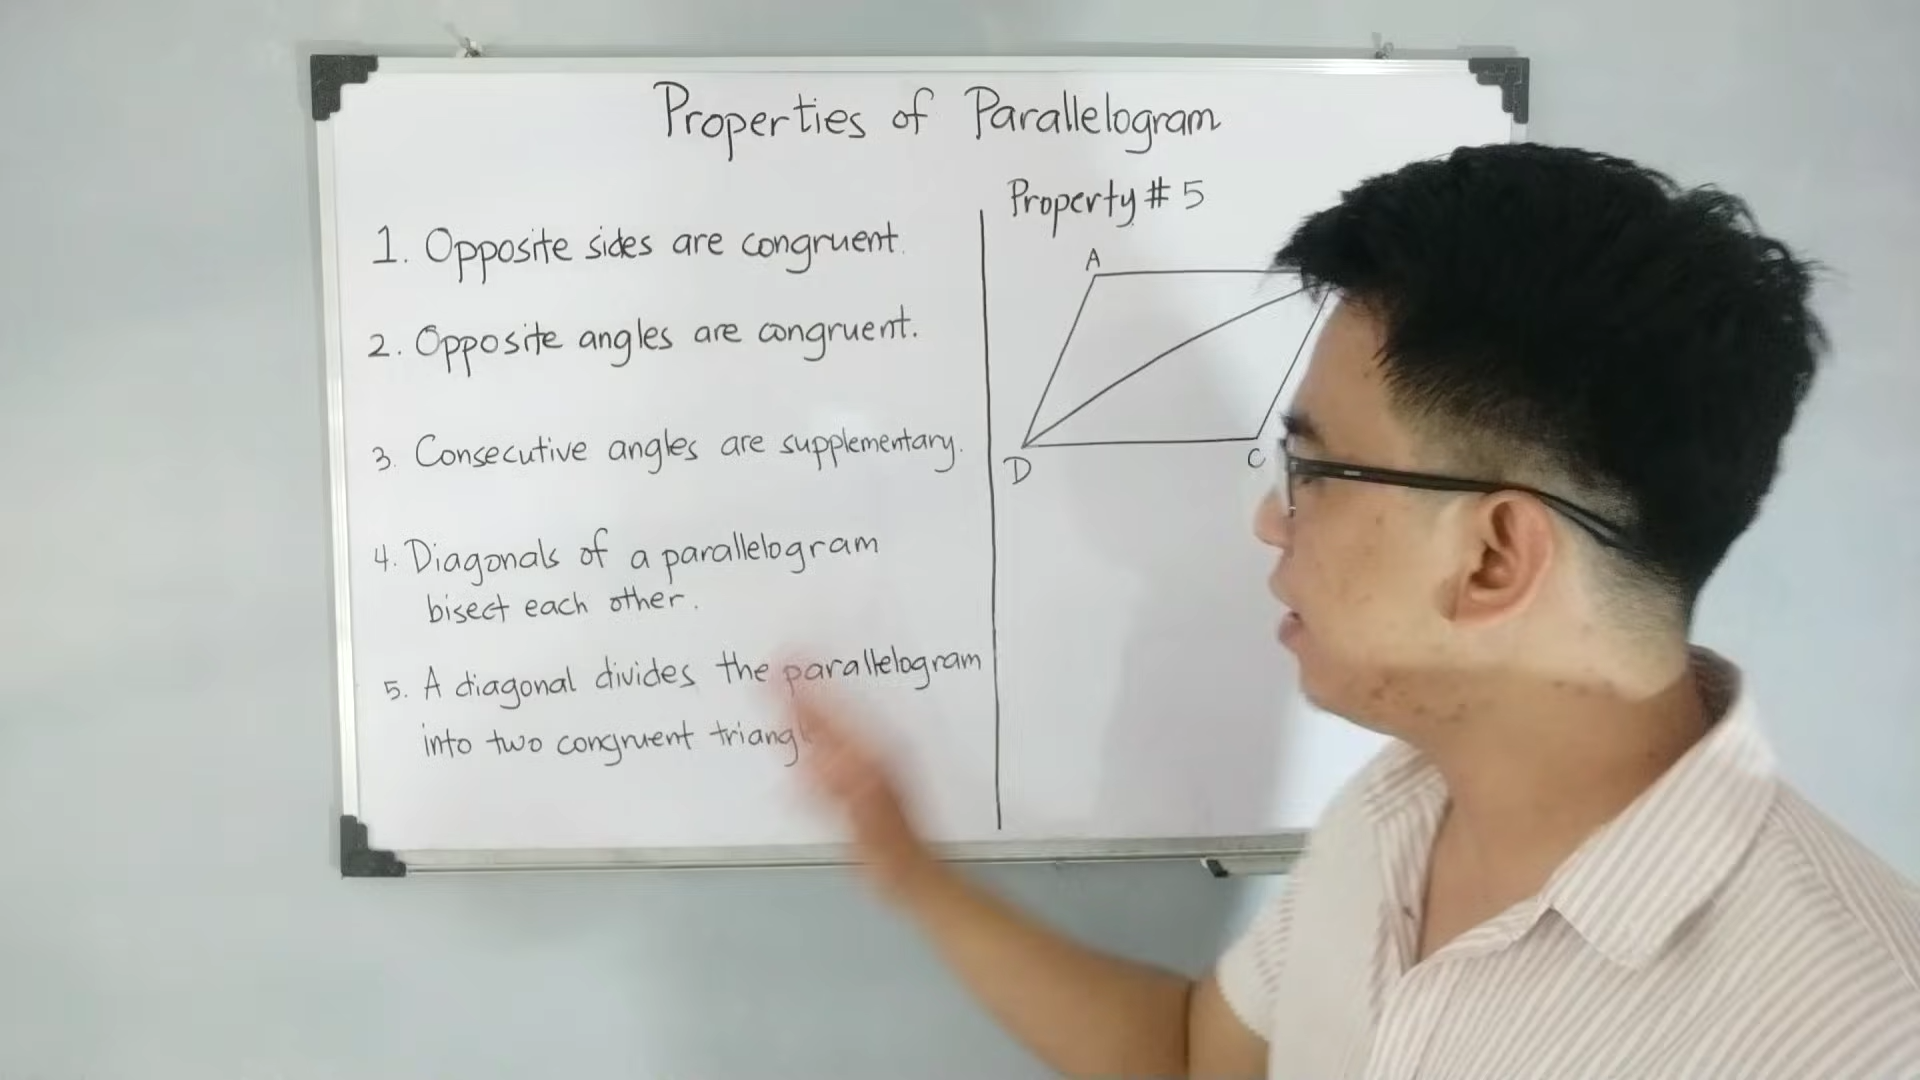 Properties of Parallelogram
1. Opposite sides are congruent.
2. Opposite angles are congruent.
3. Consecutive angles are supplementary.
4. Diagonals of a parallelogram
bisect each other.
5. A diagonal divides the parallelogram
into two congruent
Property # 5
A
D
C